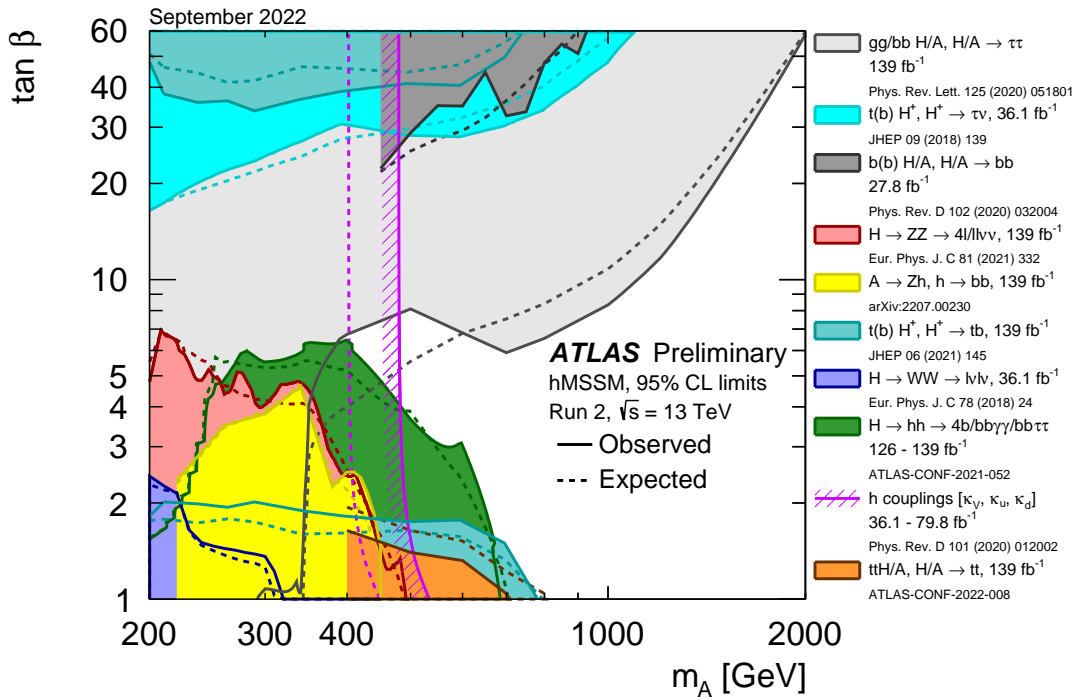 September 2022
tan β
60
50
40
30
20
10
5
4
3
2
1
200
300
400
1000
2000
m_A [GeV]
ATLAS Preliminary
hMSSM, 95% CL limits
Run 2, √s = 13 TeV
Observed
Expected
gg/bb H/A, H/A → ττ
139 fb⁻¹
Phys. Rev. Lett. 125 (2020) 051801
t(b) H⁺, H⁺ → τν, 36.1 fb⁻¹
JHEP 09 (2018) 139
b(b) H/A, H/A → bb
27.8 fb⁻¹
Phys. Rev. D 102 (2020) 032004
H → ZZ → 4l/llνν, 139 fb⁻¹
Eur. Phys. J. C 81 (2021) 332
A → Zh, h → bb, 139 fb⁻¹
arXiv:2207.00230
t(b) H⁺, H⁺ → tb, 139 fb⁻¹
JHEP 06 (2021) 145
H → WW → lνlν, 36.1 fb⁻¹
Eur. Phys. J. C 78 (2018) 24
H → hh → 4b/bbγγ/bbττ
126 - 139 fb⁻¹
ATLAS-CONF-2021-052
h couplings [κ_V, κ_u, κ_d]
36.1 - 79.8 fb⁻¹
Phys. Rev. D 101 (2020) 012002
ttH/A, H/A → tt, 139 fb⁻¹
ATLAS-CONF-2022-008